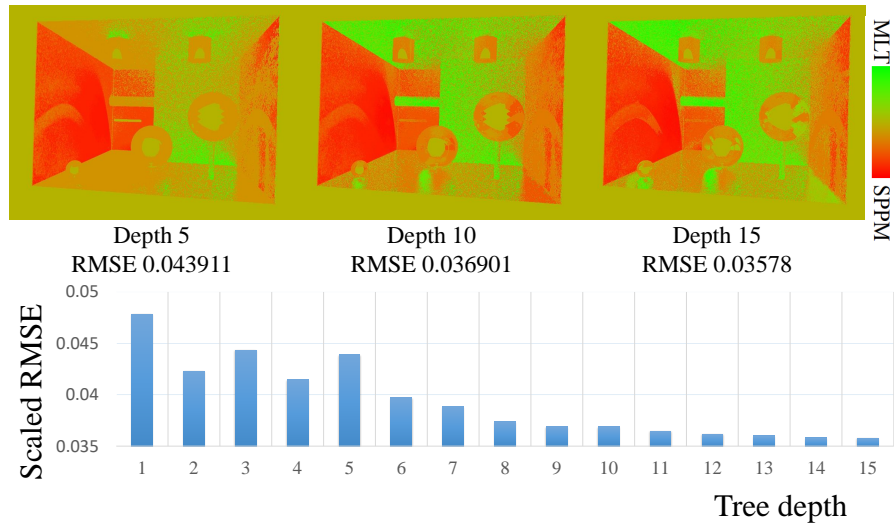 MLT
SPPM
Depth 5
RMSE 0.043911
Depth 10
RMSE 0.036901
Depth 15
RMSE 0.03578
Scaled RMSE
0.05
0.045
0.04
0.035
1 2 3 4 5 6 7 8 9 10 11 12 13 14 15
Tree depth